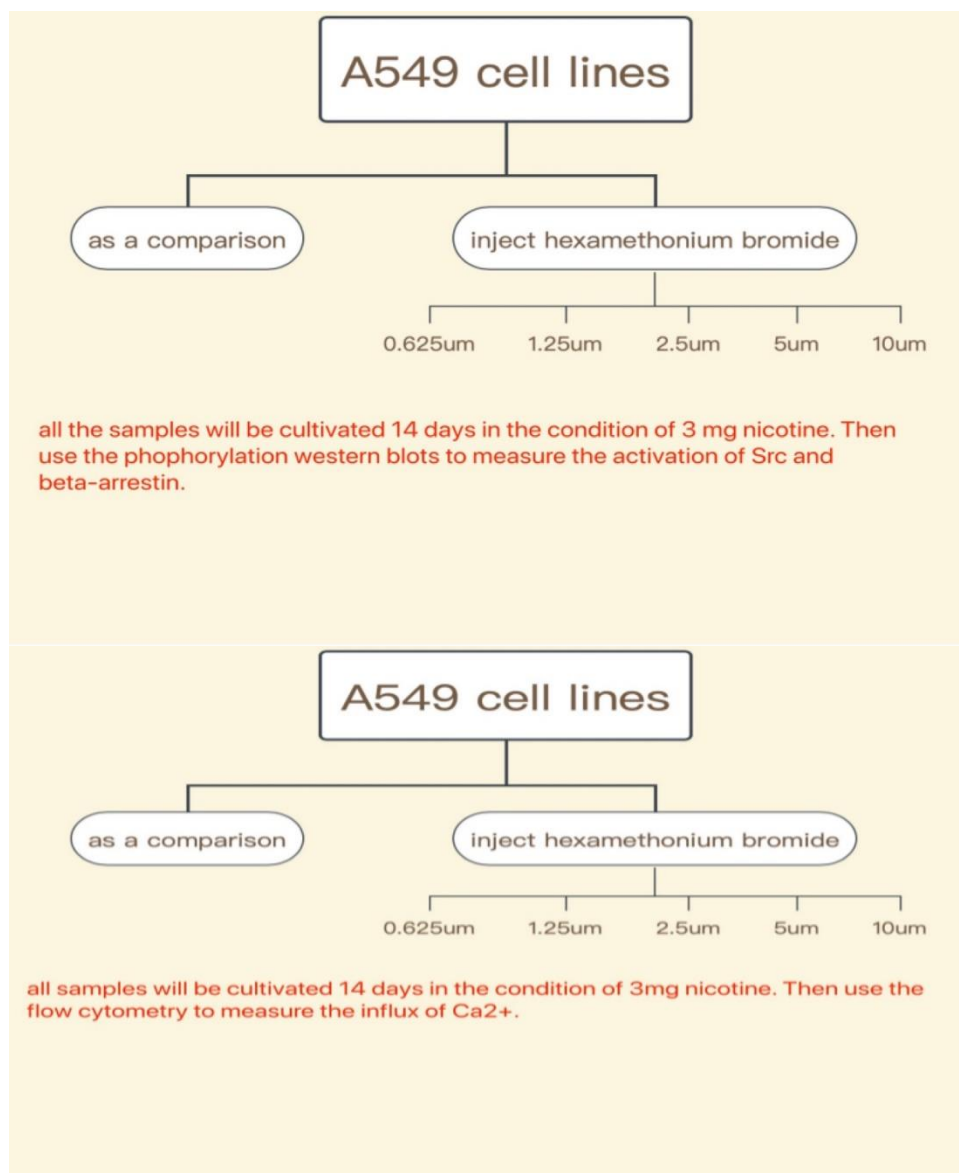 A549 cell lines
as a comparison
inject hexamethonium bromide
0.625um 1.25um 2.5um 5um 10um
all the samples will be cultivated 14 days in the condition of 3 mg nicotine. Then
use the phophorylation western blots to measure the activation of Src and
beta-arrestin.
A549 cell lines
as a comparison
inject hexamethonium bromide
0.625um 1.25um 2.5um 5um 10um
all samples will be cultivated 14 days in the condition of 3mg nicotine. Then use the
flow cytometry to measure the influx of Ca2+.